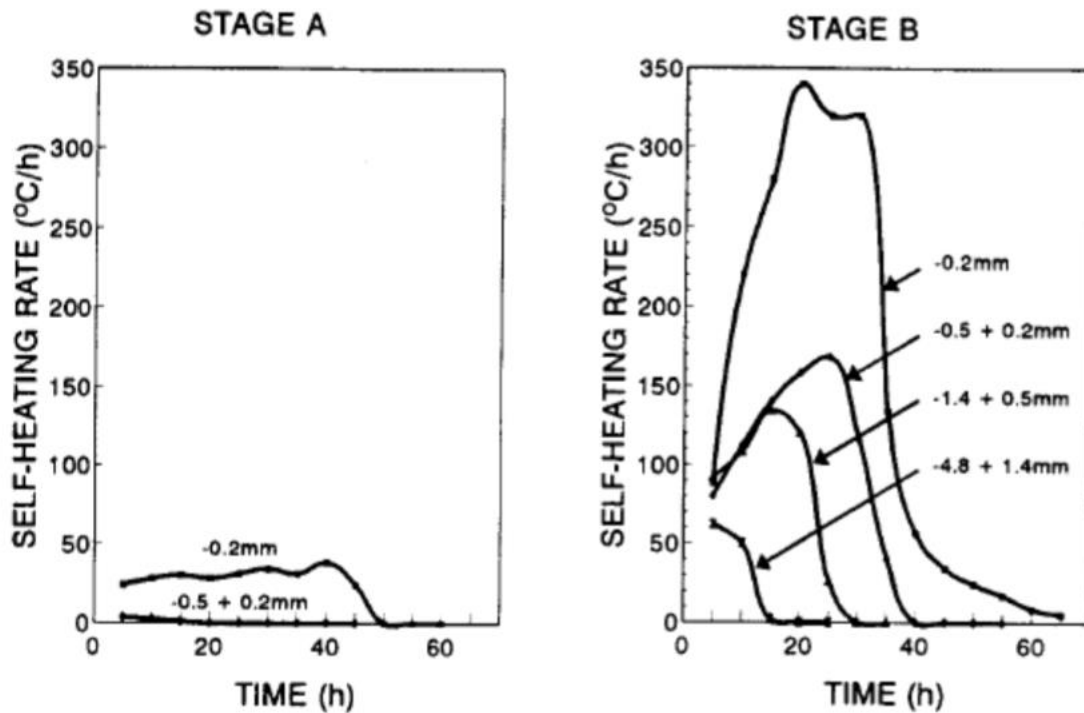 STAGE A
350
300
250
200
150
100
50
0
SELF-HEATING RATE (°C/h)
-0.2mm
-0.5 + 0.2mm
0 20 40 60
TIME (h)
STAGE B
350
300
250
200
150
100
50
0
SELF-HEATING RATE (°C/h)
-0.2mm
-0.5 + 0.2mm
-1.4 + 0.5mm
-4.8 + 1.4mm
0 20 40 60
TIME (h)